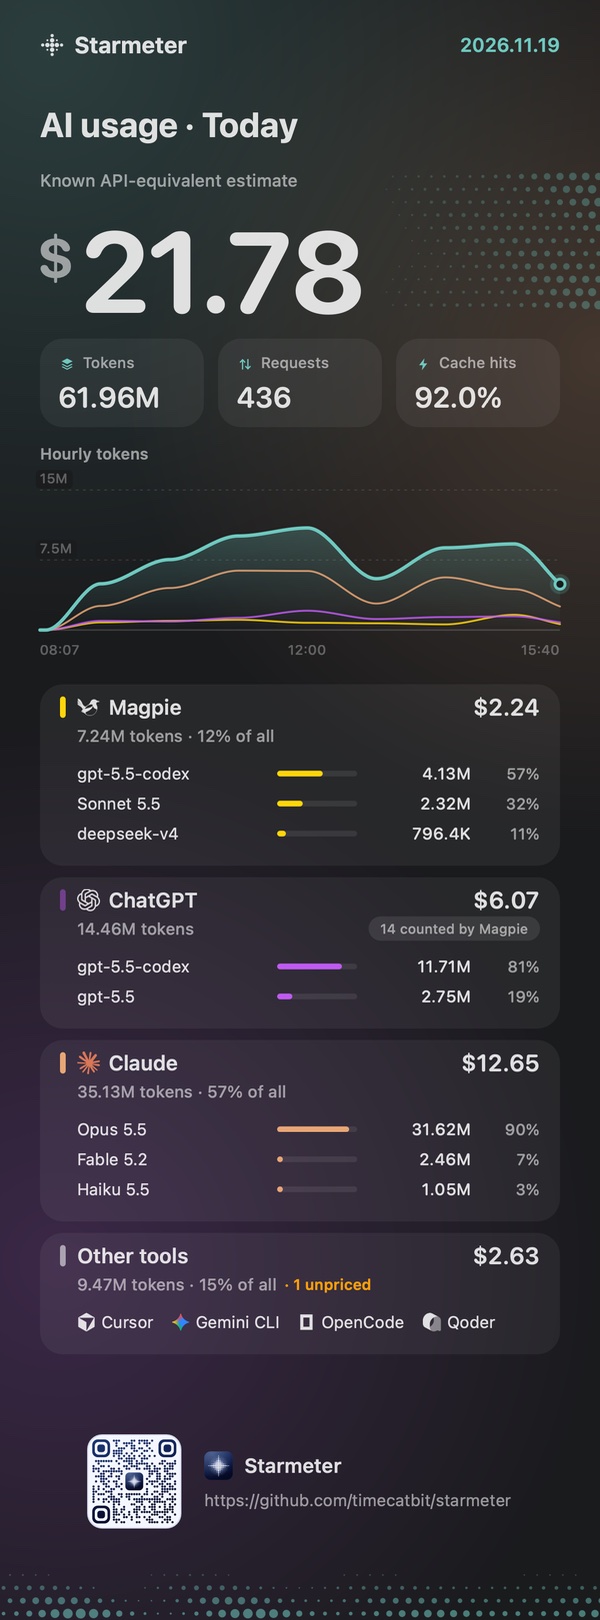 Starmeter
2026.11.19
AI usage · Today
Known API-equivalent estimate
$21.78
Tokens
61.96M
Requests
436
Cache hits
92.0%
Hourly tokens
15M
7.5M
08:07 12:00 15:40
Magpie $2.24
7.24M tokens · 12% of all
gpt-5.5-codex 4.13M 57%
Sonnet 5.5 2.32M 32%
deepseek-v4 796.4K 11%
ChatGPT $6.07
14.46M tokens 14 counted by Magpie
gpt-5.5-codex 11.71M 81%
gpt-5.5 2.75M 19%
Claude $12.65
35.13M tokens · 57% of all
Opus 5.5 31.62M 90%
Fable 5.2 2.46M 7%
Haiku 5.5 1.05M 3%
Other tools $2.63
9.47M tokens · 15% of all · 1 unpriced
Cursor Gemini CLI OpenCode Qoder
Starmeter
https://github.com/timecatbit/starmeter